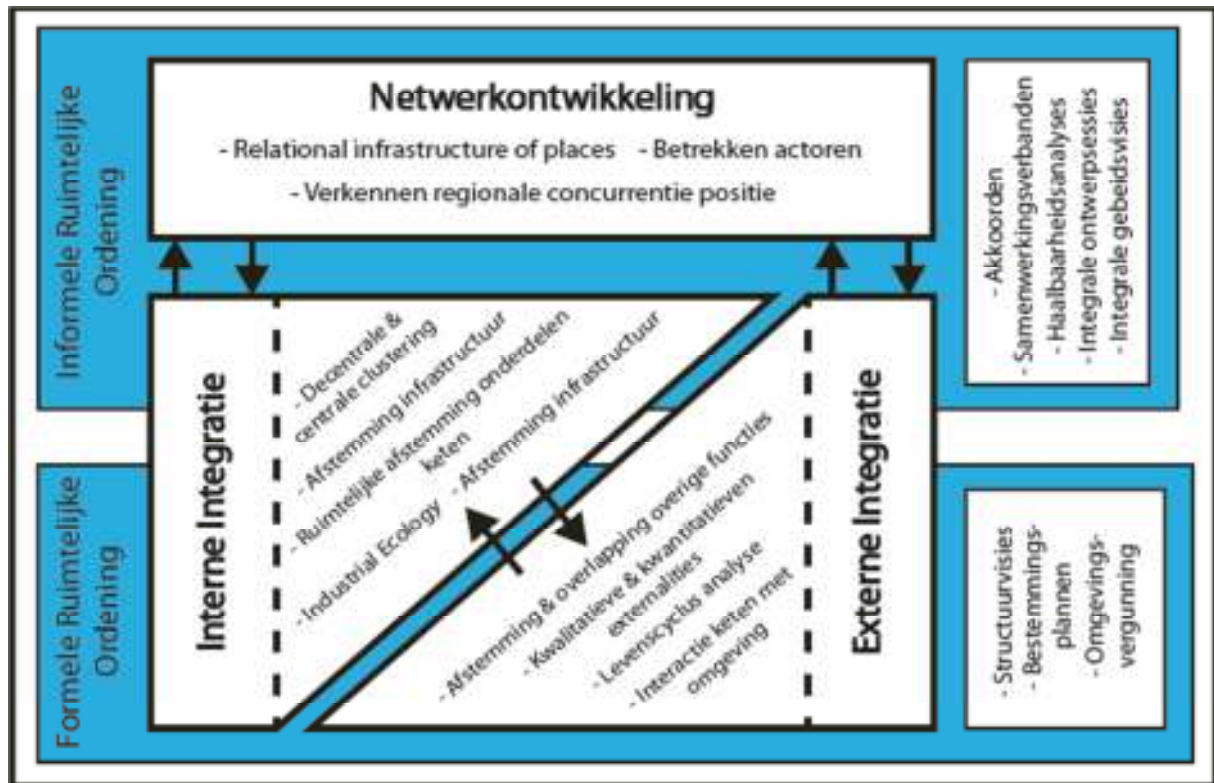 Informele Ruimtelijke
Ordening
Formele Ruimtelijke
Ordening
Netwerkontwikkeling
- Relational infrastructure of places - Betrekken actoren
- Verkennen regionale concurrentie positie
Interne Integratie
- Decentrale &
centrale clustering
- Afstemming infrastructuur
- Ruimtelijke afstemming onderdelen
keten
- Industrial Ecology
- Afstemming infrastructuur
- Afstemming & overlapping overige functies
- Kwalitatieve & kwantitatieven
externalities
- Levenscyclus analyse
- Interactie keten met
omgeving
Externe Integratie
- Akkoorden
- Samenwerkingsverbanden
- Haalbaarheidsanalyses
- Integrale ontwerpsessies
- Integrale gebeidsvisies
- Structuurvisies
- Bestemmings-
plannen
- Omgevings-
vergunning